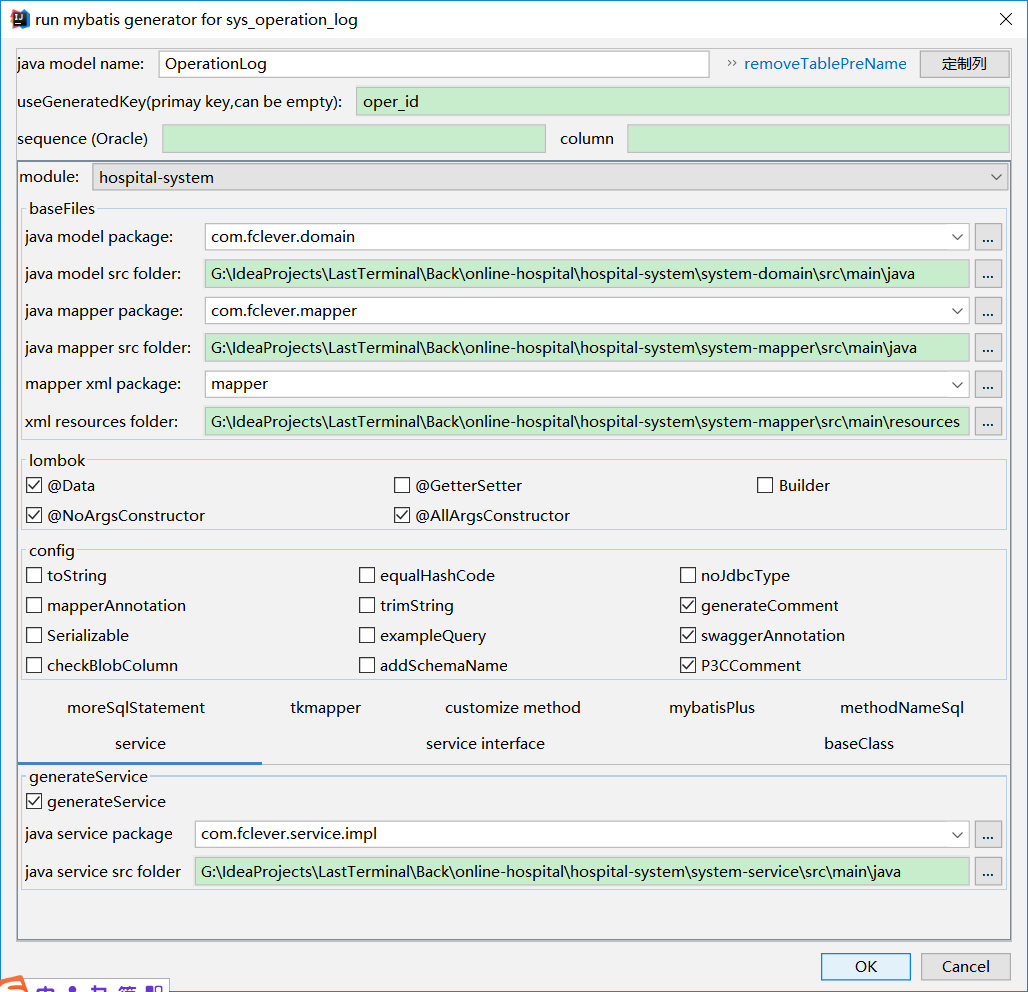 run mybatis generator for sys_operation_log
java model name: OperationLog >> removeTablePreName 定制列
useGeneratedKey(primay key,can be empty): oper_id
sequence (Oracle) column
module: hospital-system
baseFiles
java model package: com.fclever.domain ...
java model src folder: G:\IdeaProjects\LastTerminal\Back\online-hospital\hospital-system\system-domain\src\main\java ...
java mapper package: com.fclever.mapper ...
java mapper src folder: G:\IdeaProjects\LastTerminal\Back\online-hospital\hospital-system\system-mapper\src\main\java ...
mapper xml package: mapper ...
xml resources folder: G:\IdeaProjects\LastTerminal\Back\online-hospital\hospital-system\system-mapper\src\main\resources ...
lombok
@Data @GetterSetter Builder
@NoArgsConstructor @AllArgsConstructor
config
toString equalHashCode noJdbcType
mapperAnnotation trimString generateComment
Serializable exampleQuery swaggerAnnotation
checkBlobColumn addSchemaName P3CComment
moreSqlStatement tkmapper customize method mybatisPlus methodNameSql
service service interface baseClass
generateService
generateService
java service package com.fclever.service.impl ...
java service src folder G:\IdeaProjects\LastTerminal\Back\online-hospital\hospital-system\system-service\src\main\java ...
OK Cancel